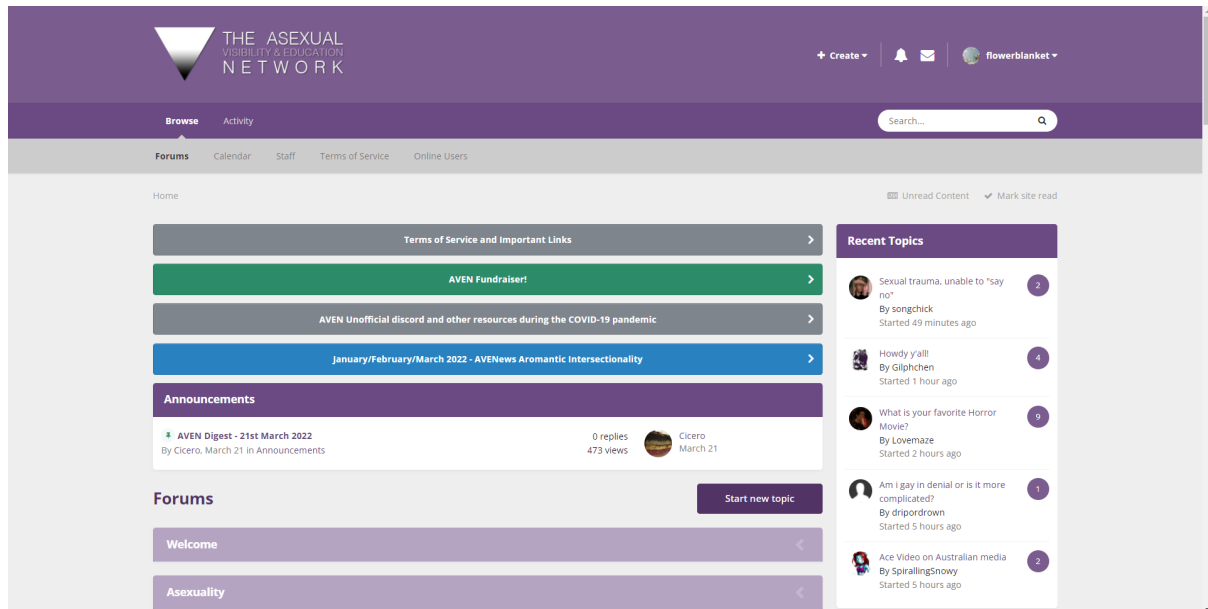 THE ASEXUAL
VISIBILITY & EDUCATION
NETWORK
+ Create
flowerblanket
Browse
Activity
Search...
Forums
Calendar
Staff
Terms of Service
Online Users
Home
Unread Content
Mark site read
Terms of Service and Important Links
AVEN Fundraiser!
AVEN Unofficial discord and other resources during the COVID-19 pandemic
January/February/March 2022 - AVENews Aromantic Intersectionality
Announcements
AVEN Digest - 21st March 2022
By Cicero, March 21 in Announcements
0 replies
473 views
Cicero
March 21
Forums
Start new topic
Welcome
Asexuality
Recent Topics
Sexual trauma, unable to "say
no"
By songchick
Started 49 minutes ago
2
Howdy y'all!
By Gilphchen
Started 1 hour ago
4
What is your favorite Horror
Movie?
By Lovemaze
Started 2 hours ago
9
Am i gay in denial or is it more
complicated?
By dripordrown
Started 5 hours ago
1
Ace Video on Australian media
By SpirallingSnowy
Started 5 hours ago
2